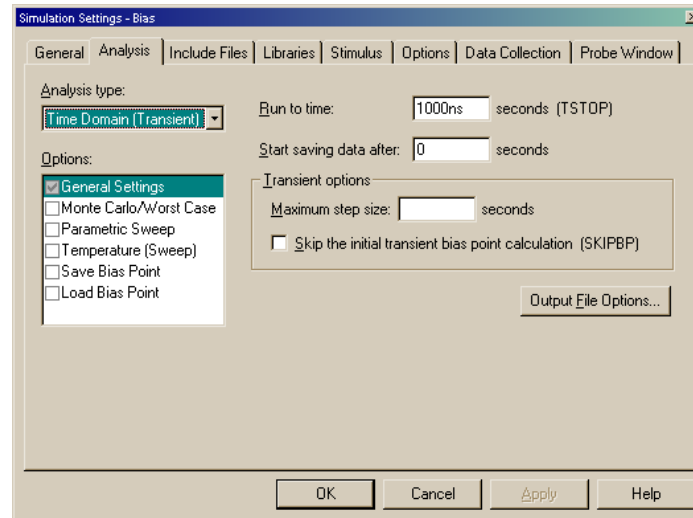 Simulation Settings - Bias
General Analysis Include Files Libraries Stimulus Options Data Collection Probe Window
Analysis type:
Time Domain (Transient)
Options:
General Settings
Monte Carlo/Worst Case
Parametric Sweep
Temperature (Sweep)
Save Bias Point
Load Bias Point
Run to time: 1000ns seconds (TSTOP)
Start saving data after: 0 seconds
Transient options
Maximum step size: seconds
Skip the initial transient bias point calculation (SKIPBP)
Output File Options...
OK Cancel Apply Help